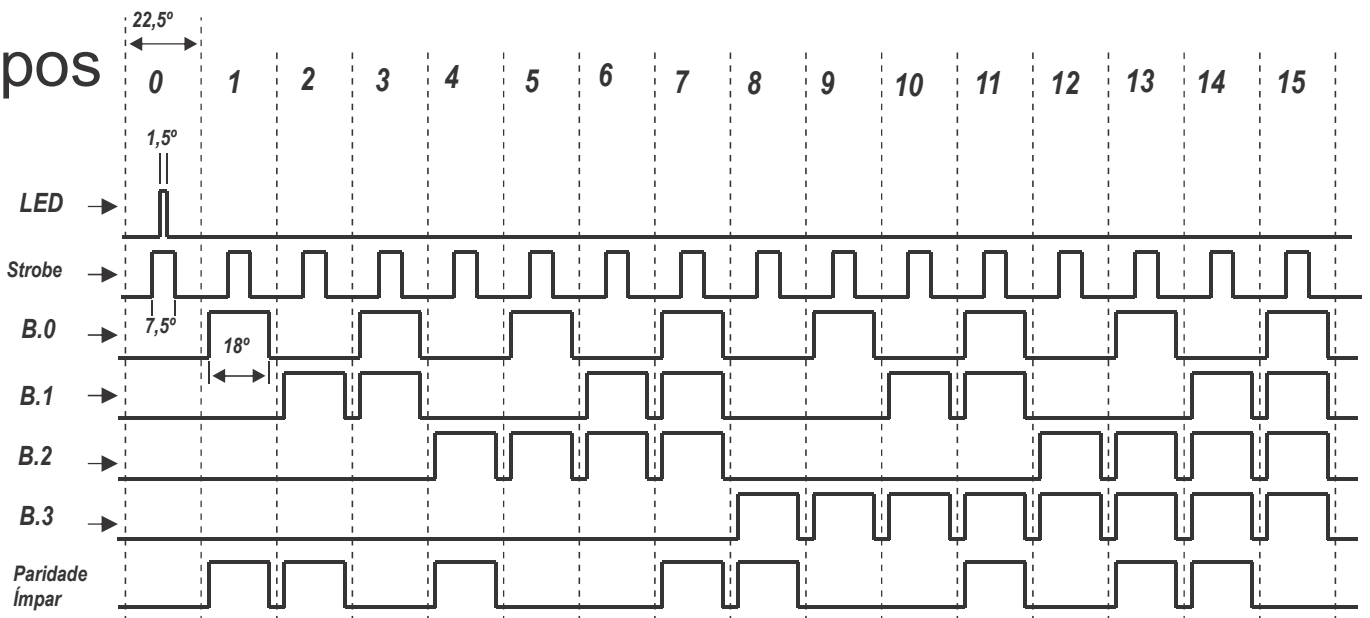 22,5º
pos 0 1 2 3 4 5 6 7 8 9 10 11 12 13 14 15
1,5º
LED
Strobe
7,5º
B.0
18º
B.1
B.2
B.3
Paridade
Ímpar